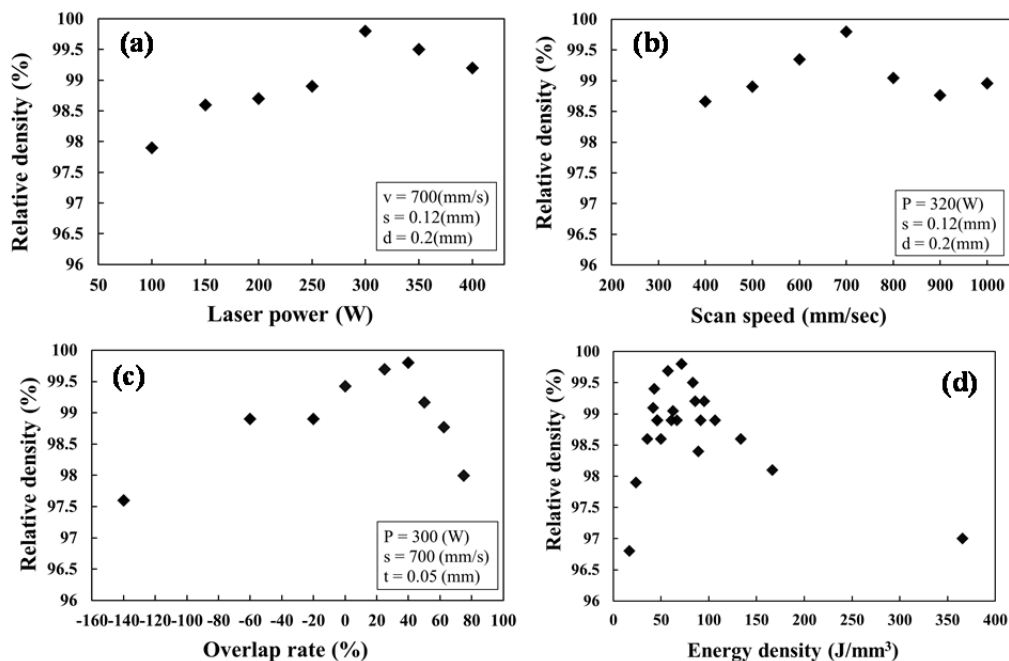 (a)
Relative density (%)
100
99.5
99
98.5
98
97.5
97
96.5
96
v = 700(mm/s)
s = 0.12(mm)
d = 0.2(mm)
50 100 150 200 250 300 350 400
Laser power (W)
(b)
Relative density (%)
100
99.5
99
98.5
98
97.5
97
96.5
96
P = 320(W)
s = 0.12(mm)
d = 0.2(mm)
200 300 400 500 600 700 800 900 1000
Scan speed (mm/sec)
(c)
Relative density (%)
100
99.5
99
98.5
98
97.5
97
96.5
96
P = 300 (W)
s = 700 (mm/s)
t = 0.05 (mm)
-160 -140 -120 -100 -80 -60 -40 -20 0 20 40 60 80 100
Overlap rate (%)
(d)
Relative density (%)
100
99.5
99
98.5
98
97.5
97
96.5
96
0 50 100 150 200 250 300 350 400
Energy density (J/mm³)